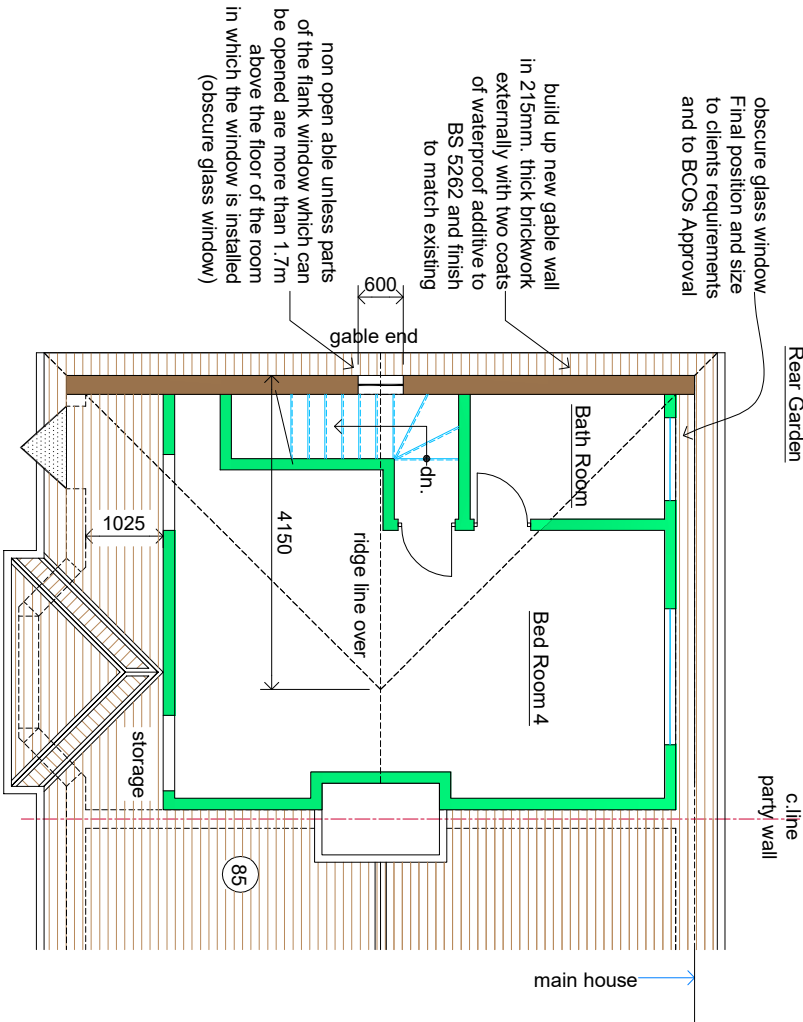 Rear Garden
obscure glass window
Final position and size
to clients requirements
and to BCOs Approval
build up new gable wall
in 215mm. thick brickwork
externally with two coats
of waterproof additive to
BS 5262 and finish
to match existing
non open able unless parts
of the flank window which can
be opened are more than 1.7m
above the floor of the room
in which the window is installed
(obscure glass window)
600
gable end
Bath Room
dn.
4150
1025
ridge line over
Bed Room 4
storage
c.line
party wall
85
main house